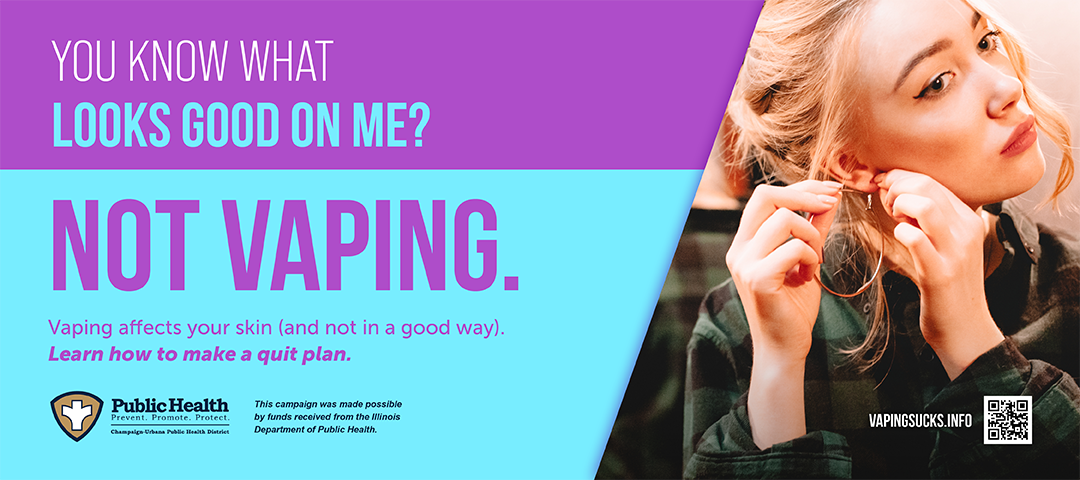 YOU KNOW WHAT
LOOKS GOOD ON ME?
NOT VAPING.
Vaping affects your skin (and not in a good way).
Learn how to make a quit plan.
Public Health
Prevent. Promote. Protect.
Champaign-Urbana Public Health District
This campaign was made possible
by funds received from the Illinois
Department of Public Health.
VAPINGSUCKS.INFO